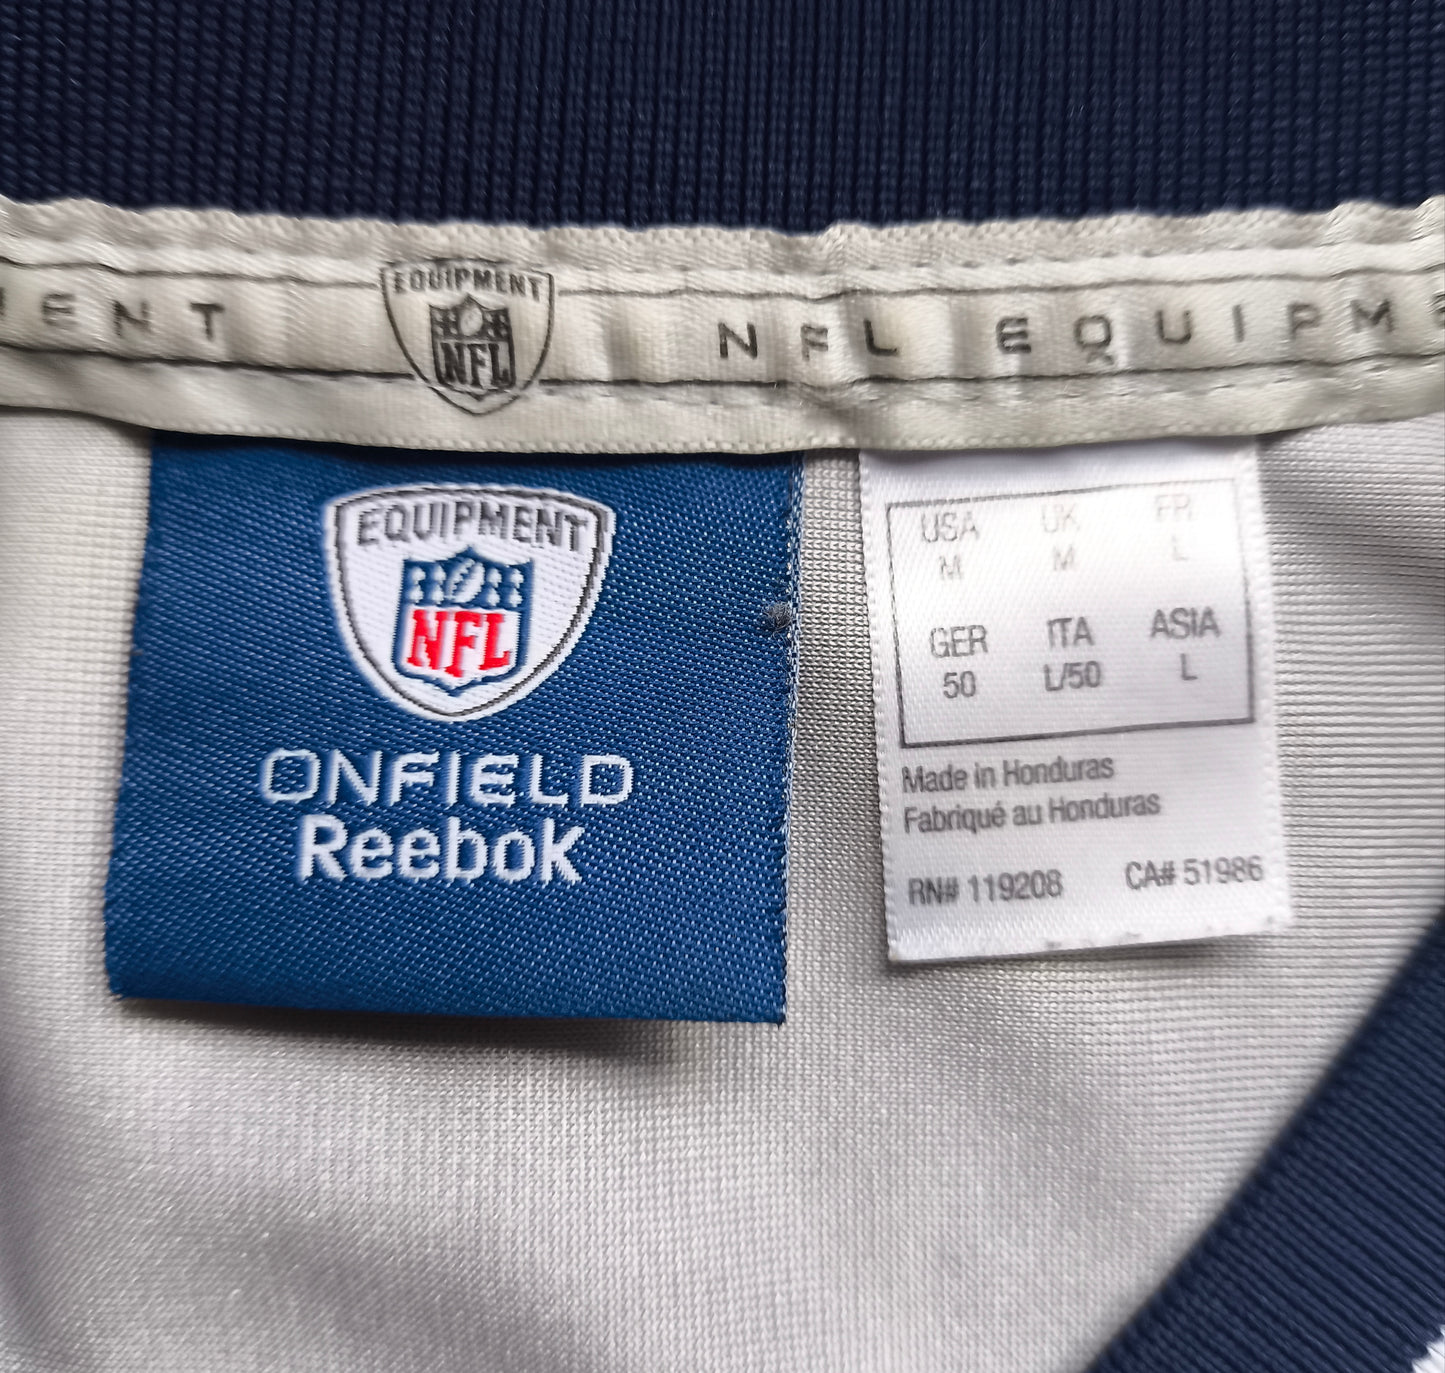 MENT
EQUIPMENT
NFL
NFL EQUIPM
EQUIPMENT
NFL
ONFIELD
Reebok
USA UK FR
M M L
GER ITA ASIA
50 L/50 L
Made in Honduras
Fabriqué au Honduras
RN# 119208 CA# 51986